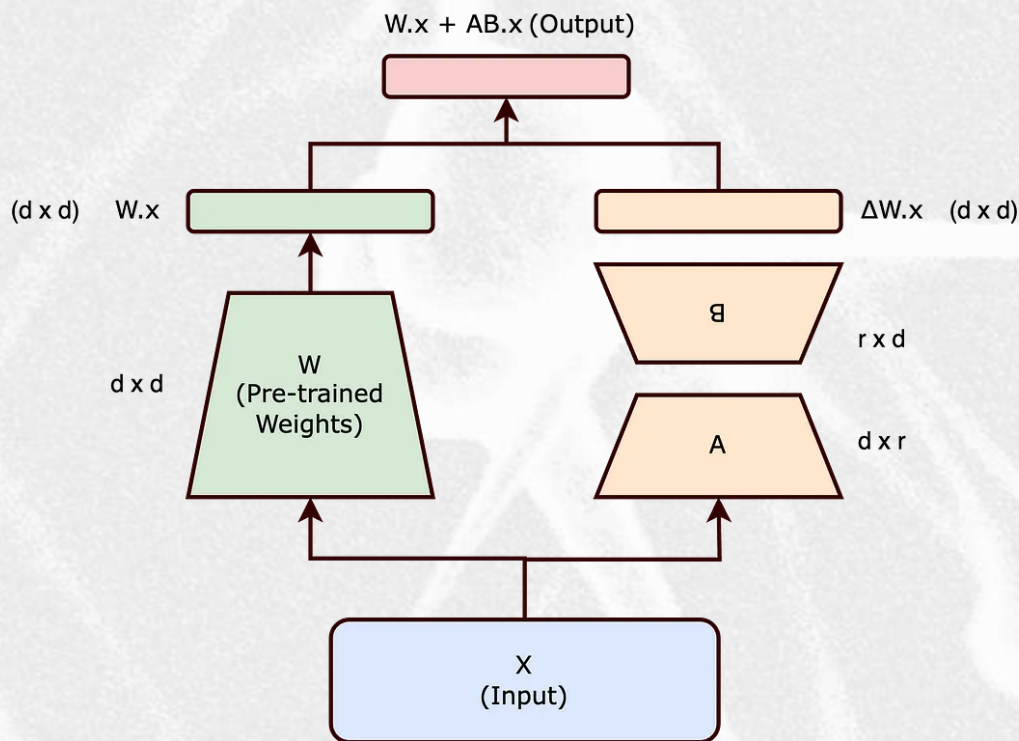 W.x + AB.x (Output)
(d x d) W.x
ΔW.x (d x d)
B
r x d
W
(Pre-trained
Weights)
d x d
A
d x r
X
(Input)